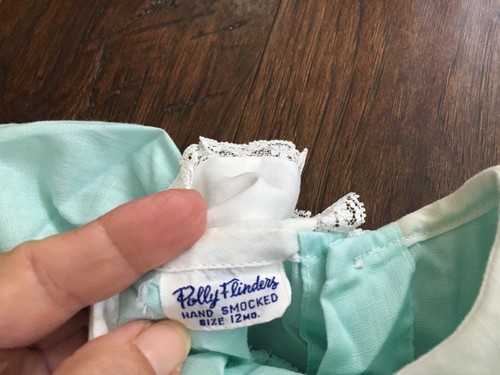 Polly Flinders
HAND SMOCKED
SIZE 12MO.